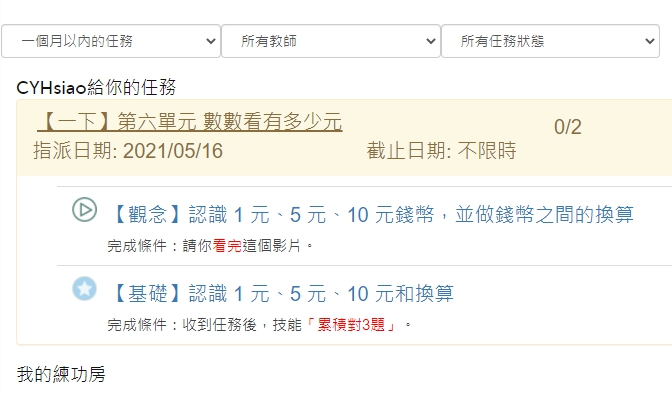 一個月以內的任務 所有教師 所有任務狀態
CYHsiao給你的任務
【一下】第六單元 數數看有多少元 0/2
指派日期: 2021/05/16 截止日期: 不限時
【觀念】認識 1 元、5 元、10 元錢幣，並做錢幣之間的換算
完成條件：請你看完這個影片。
【基礎】認識 1 元、5 元、10 元和換算
完成條件：收到任務後，技能「累積對3題」。
我的練功房